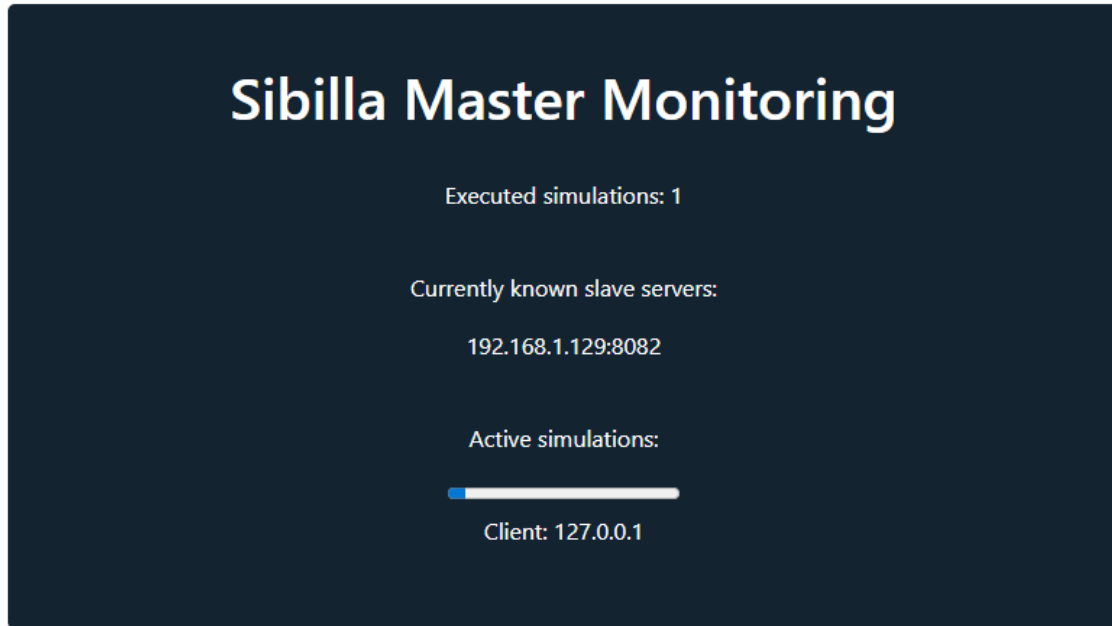 Sibilla Master Monitoring
Executed simulations: 1
Currently known slave servers:
192.168.1.129:8082
Active simulations:
Client: 127.0.0.1